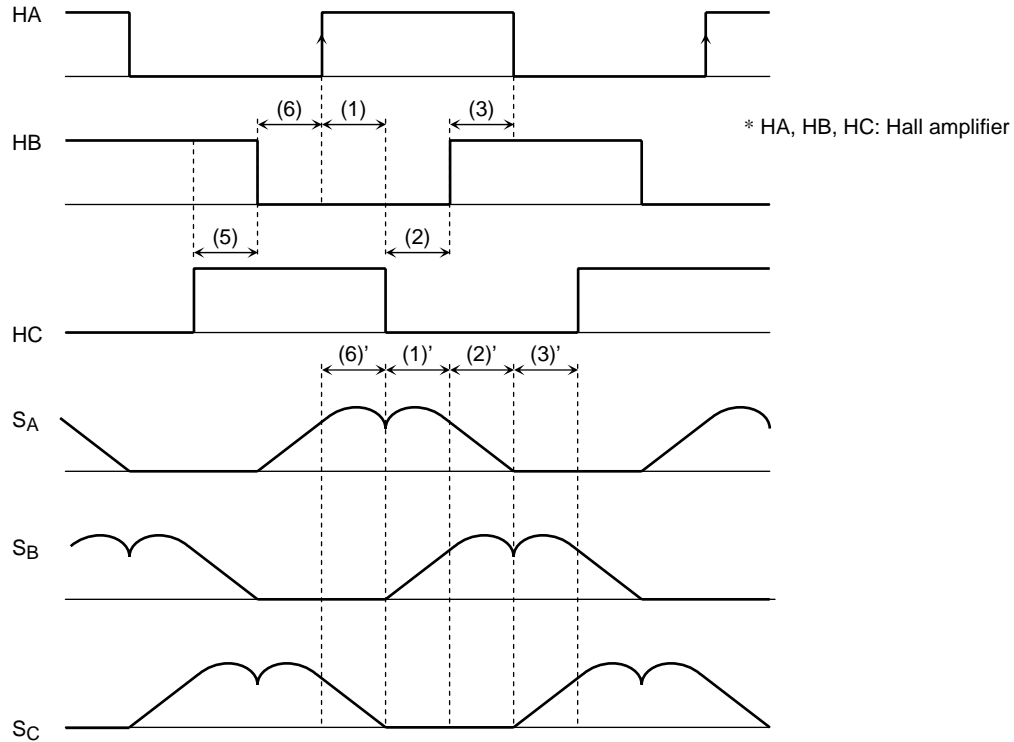 HA
(6) (1) (3)
* HA, HB, HC: Hall amplifier
HB
(5) (2)
HC
(6)’ (1)’ (2)’ (3)’
SA
SB
SC